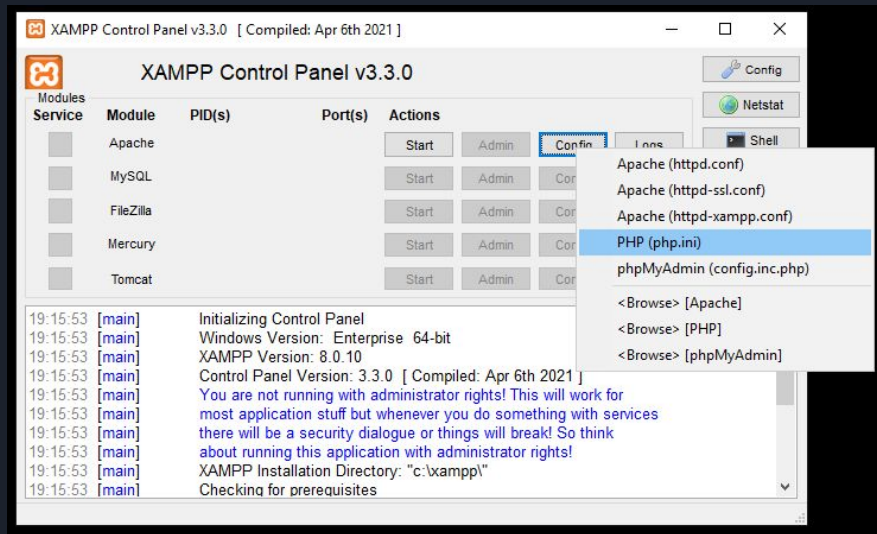 XAMPP Control Panel v3.3.0 [ Compiled: Apr 6th 2021 ]
XAMPP Control Panel v3.3.0
Config
Modules
Netstat
Service Module PID(s) Port(s) Actions
Shell
Apache Start Admin Config Logs
MySQL Start Admin
FileZilla Start Admin
Mercury Start Admin
Tomcat Start Admin
Apache (httpd.conf)
Apache (httpd-ssl.conf)
Apache (httpd-xampp.conf)
PHP (php.ini)
phpMyAdmin (config.inc.php)
<Browse> [Apache]
<Browse> [PHP]
<Browse> [phpMyAdmin]
19:15:53 [main] Initializing Control Panel
19:15:53 [main] Windows Version: Enterprise 64-bit
19:15:53 [main] XAMPP Version: 8.0.10
19:15:53 [main] Control Panel Version: 3.3.0 [ Compiled: Apr 6th 2021 ]
19:15:53 [main] You are not running with administrator rights! This will work for
19:15:53 [main] most application stuff but whenever you do something with services
19:15:53 [main] there will be a security dialogue or things will break! So think
19:15:53 [main] about running this application with administrator rights!
19:15:53 [main] XAMPP Installation Directory: "c:\xampp\"
19:15:53 [main] Checking for prerequisites